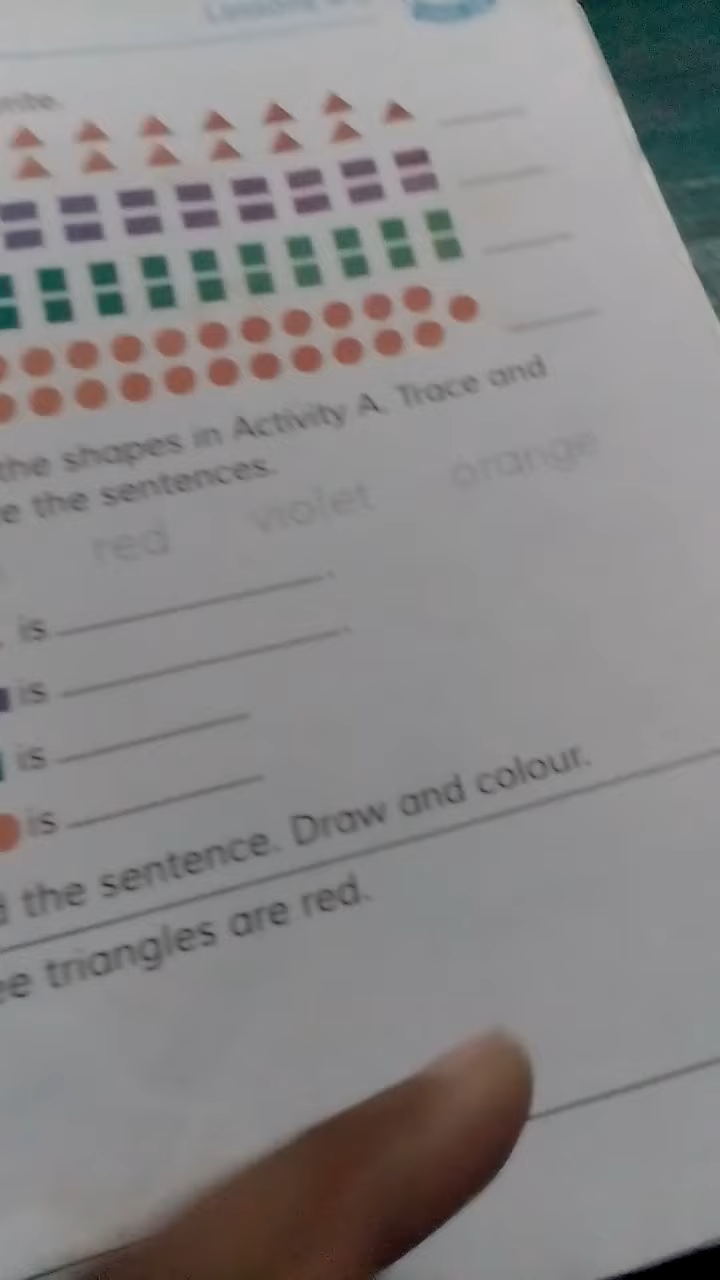 the shapes in Activity A. Trace and
e the sentences.
red violet orange
is
is
is
is
the sentence. Draw and colour.
ee triangles are red.